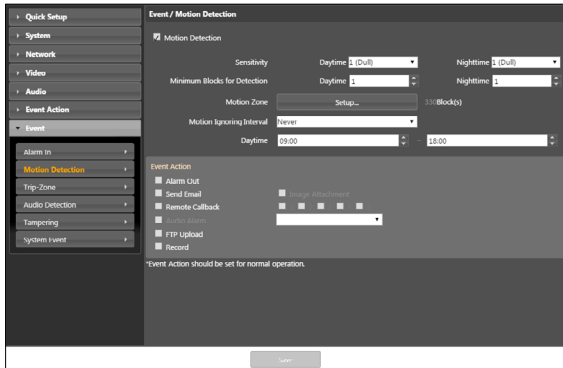 Quick Setup
System
Network
Video
Audio
Event Action
Event
Alarm In
Motion Detection
Trip-Zone
Audio Detection
Tampering
System Event
Event / Motion Detection
Motion Detection
Sensitivity Daytime 1 (Dull) Nighttime 1 (Dull)
Minimum Blocks for Detection Daytime 1 Nighttime 1
Motion Zone Setup... 330Block(s)
Motion Ignoring Interval Never
Daytime 09:00 - 18:00
Event Action
Alarm Out
Send Email Image Attachment
Remote Callback
Audio Alarm
FTP Upload
Record
*Event Action should be set for normal operation.
Save